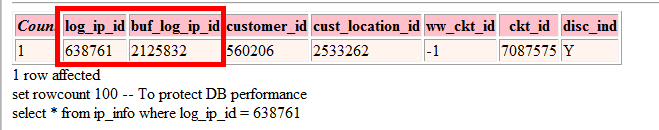 Count log_ip_id buf_log_ip_id customer_id cust_location_id ww_ckt_id ckt_id disc_ind
1 638761 2125832 560206 2533262 -1 7087575 Y
1 row affected
set rowcount 100 -- To protect DB performance
select * from ip_info where log_ip_id = 638761